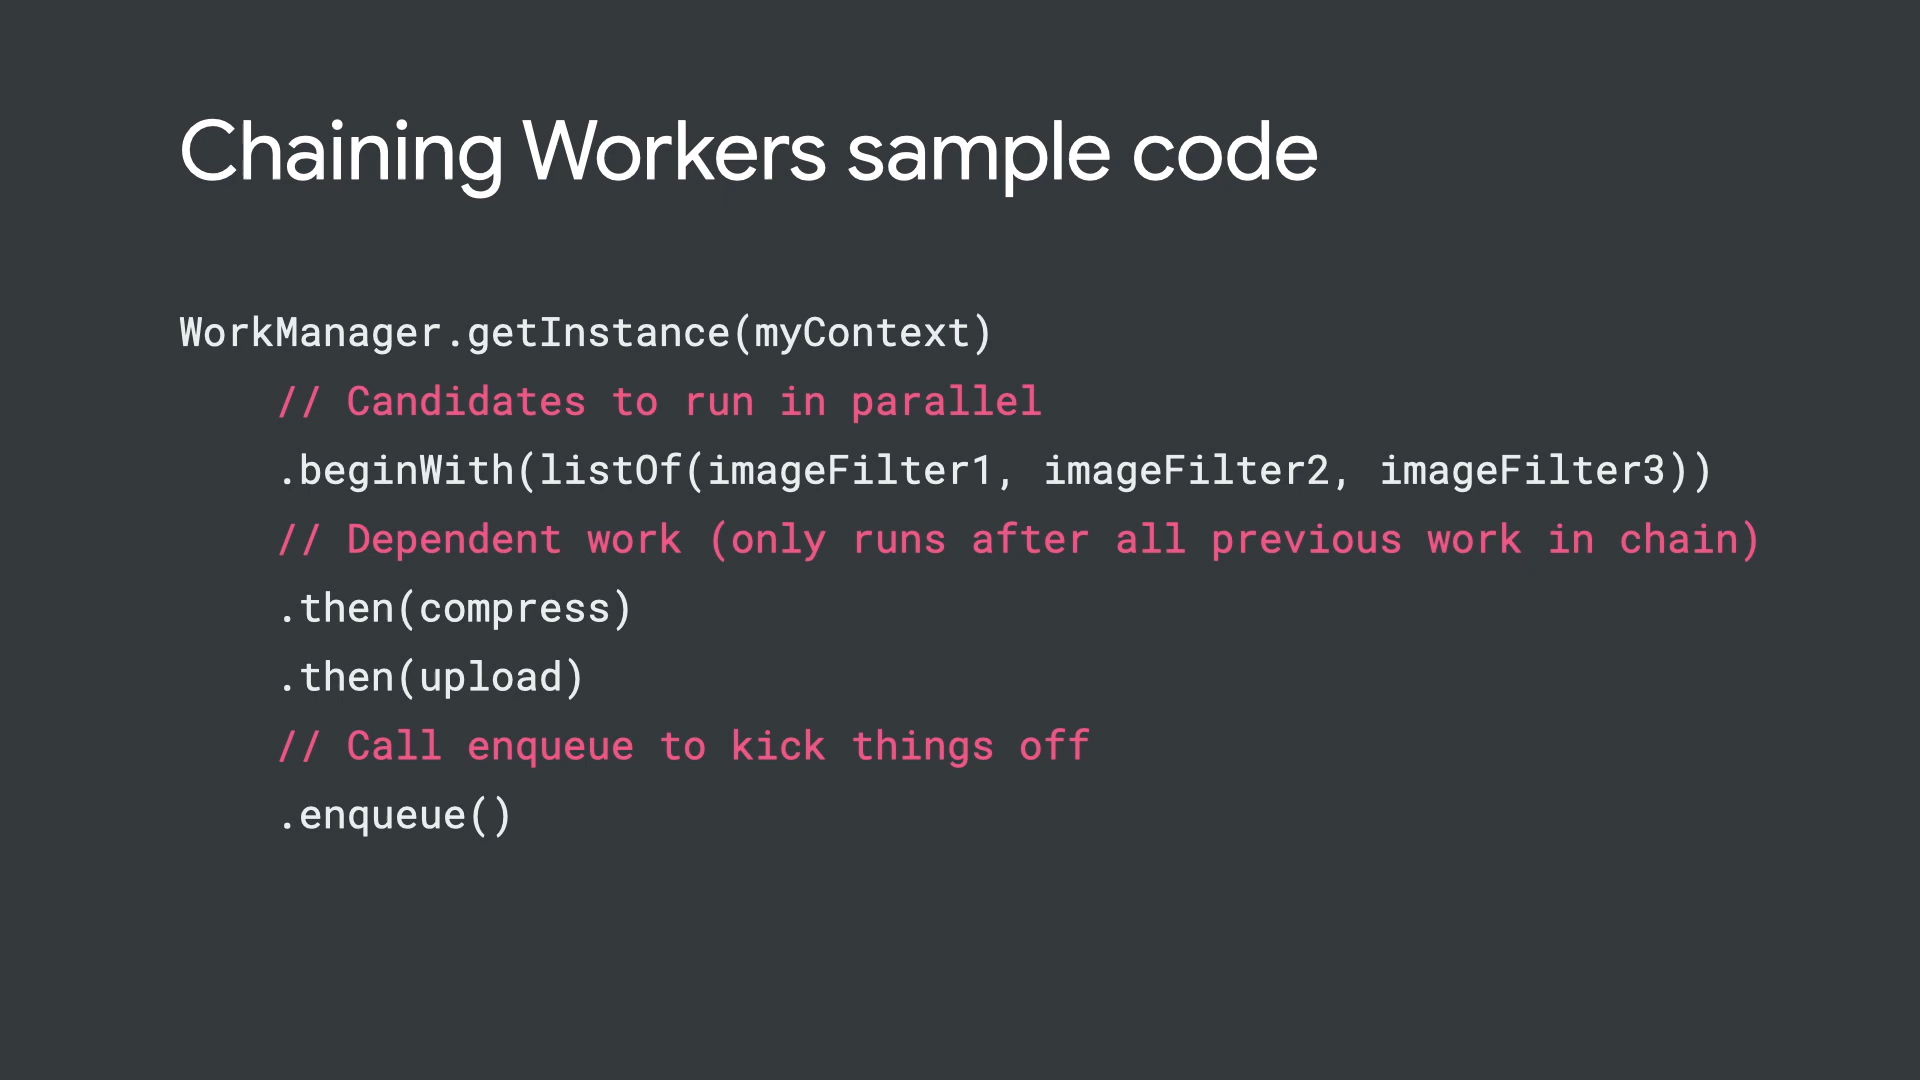 Chaining Workers sample code
WorkManager.getInstance(myContext)
// Candidates to run in parallel
.beginWith(listOf(imageFilter1, imageFilter2, imageFilter3))
// Dependent work (only runs after all previous work in chain)
.then(compress)
.then(upload)
// Call enqueue to kick things off
.enqueue()